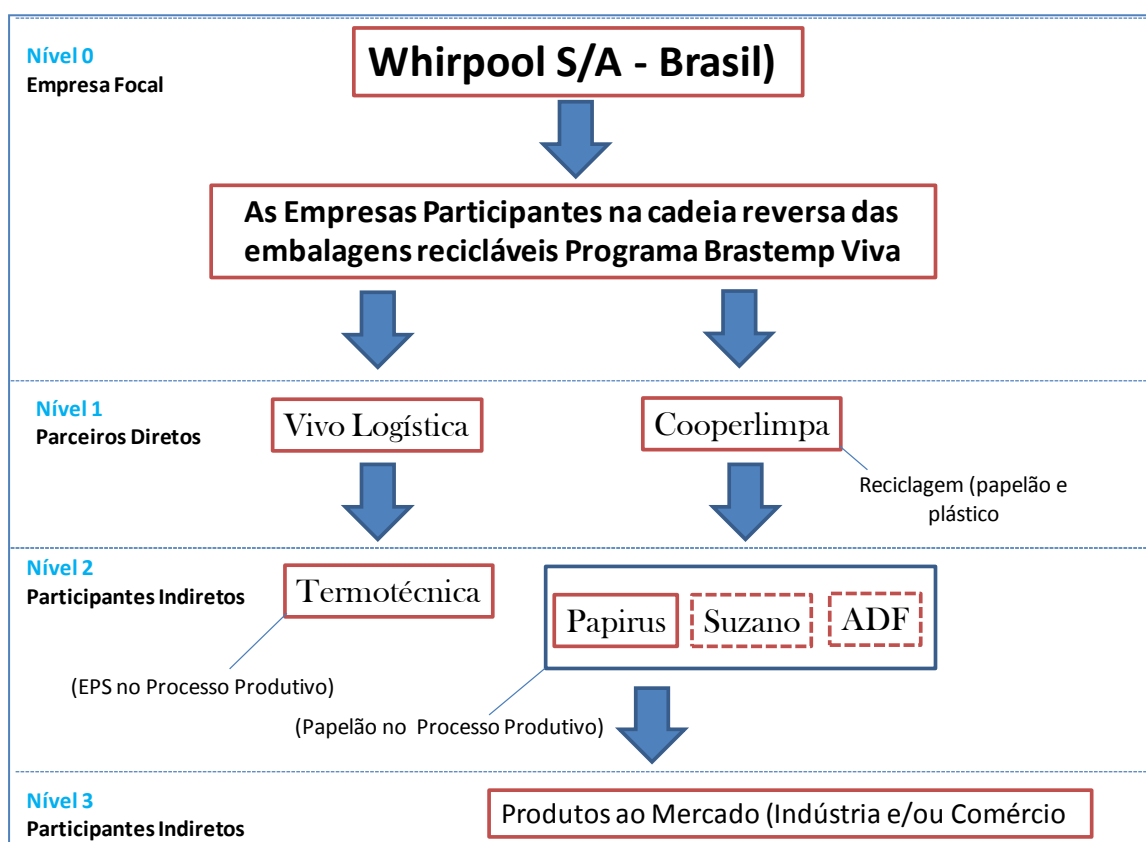 Nível 0
Empresa Focal
Whirpool S/A - Brasil)
As Empresas Participantes na cadeia reversa das
embalagens recicláveis Programa Brastemp Viva
Nível 1
Parceiros Diretos
Vivo Logística
Cooperlimpa
Reciclagem (papelão e
plástico
Nível 2
Participantes Indiretos
Termotécnica
Papirus
Suzano
ADF
(EPS no Processo Produtivo)
(Papelão no Processo Produtivo)
Nível 3
Participantes Indiretos
Produtos ao Mercado (Indústria e/ou Comércio